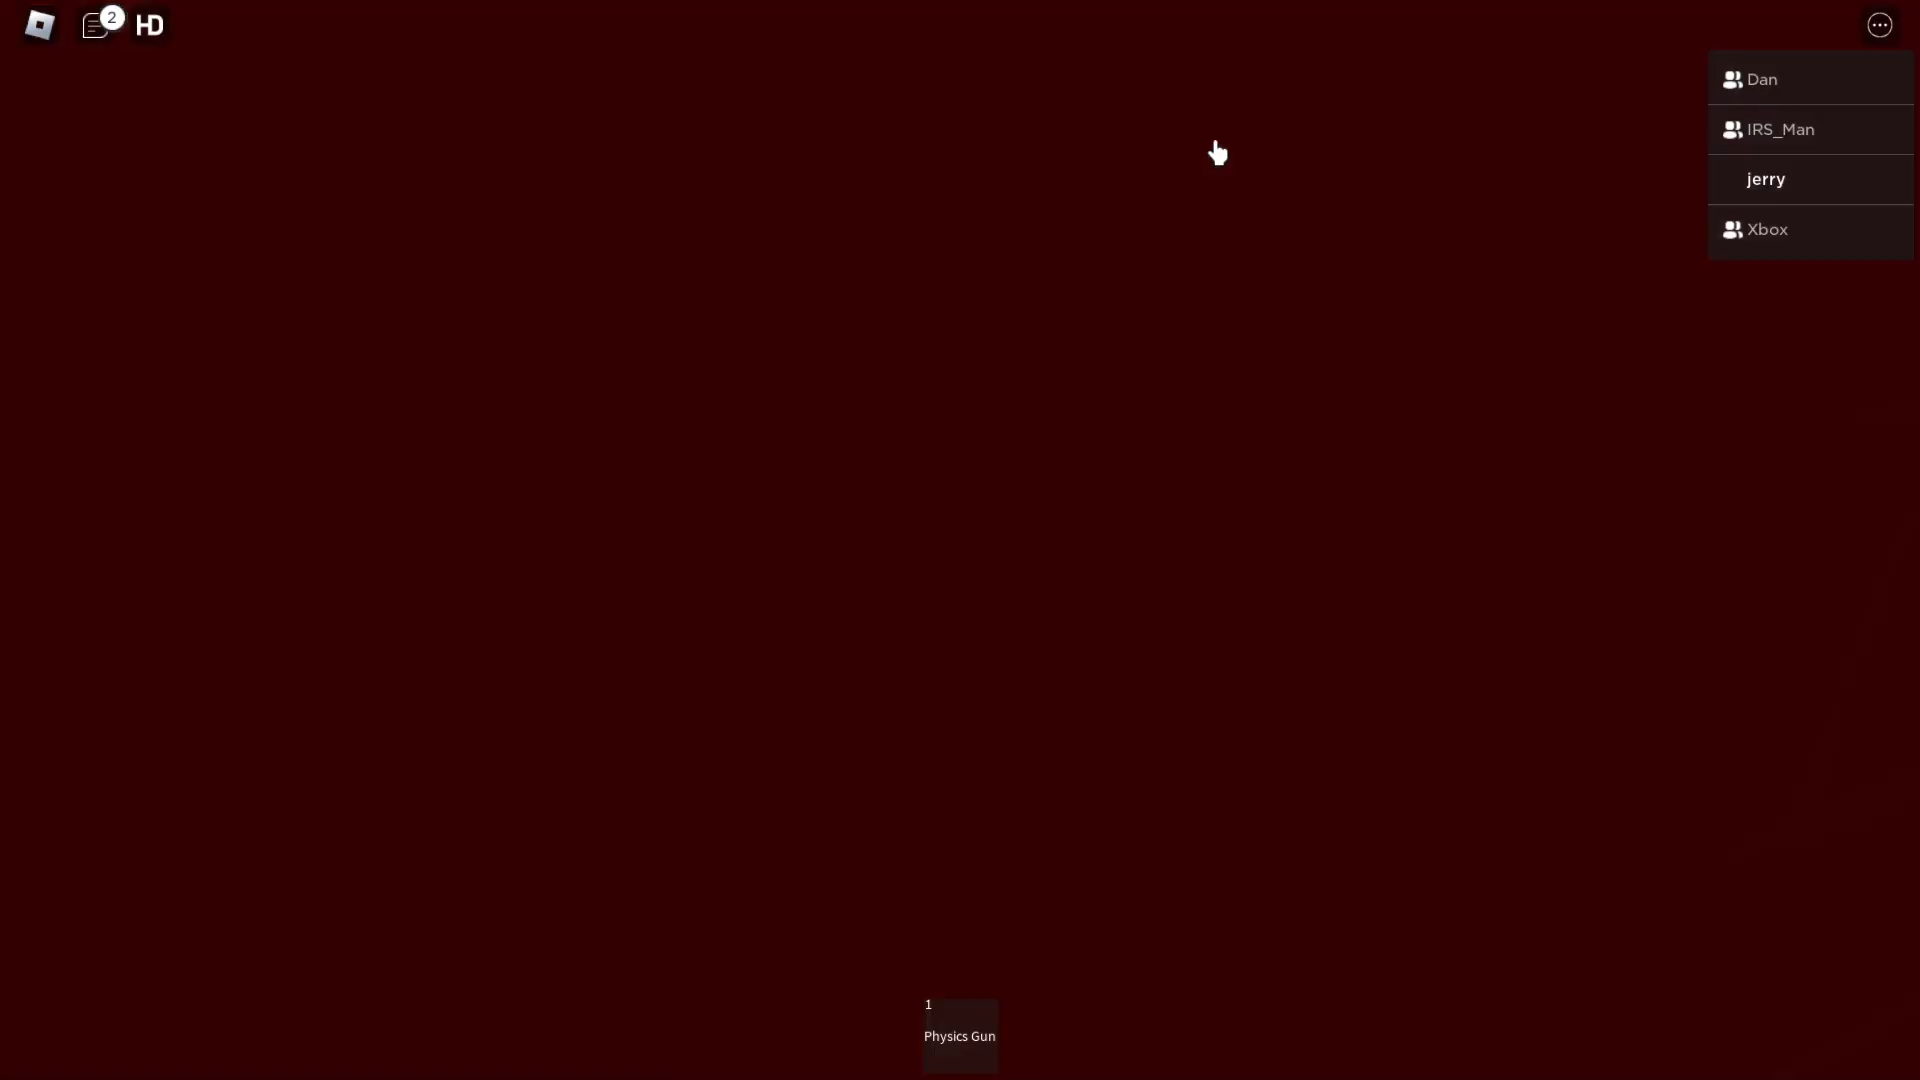 2
HD
Dan
IRS_Man
jerry
Xbox
1
Physics Gun